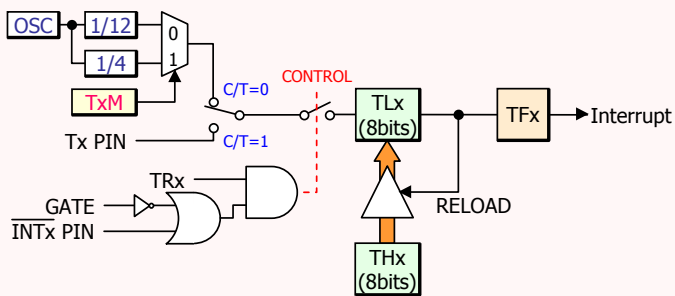 OSC
1/12
0
1/4
1
TxM
C/T=0
CONTROL
Tx PIN
C/T=1
TLx
(8bits)
TFx
Interrupt
TRx
GATE
INTx PIN
RELOAD
THx
(8bits)